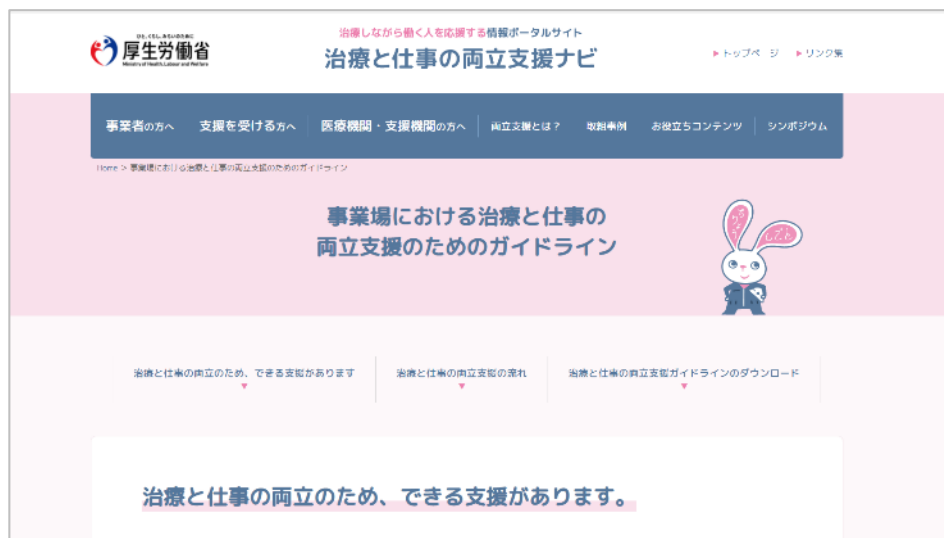 ひと、くらし、みらいのために
厚生労働省
Ministry of Health, Labour and Welfare
治療しながら働く人を応援する情報ポータルサイト
治療と仕事の両立支援ナビ
▶トップページ ▶リンク集
事業者の方へ 支援を受ける方へ 医療機関・支援機関の方へ 両立支援とは？ 取組事例 お役立ちコンテンツ シンポジウム
Home > 事業場における治療と仕事の両立支援のためのガイドライン
事業場における治療と仕事の
両立支援のためのガイドライン
ちりょう しごと
治療と仕事の両立のため、できる支援があります 治療と仕事の両立支援の流れ 治療と仕事の両立支援ガイドラインのダウンロード
治療と仕事の両立のため、できる支援があります。